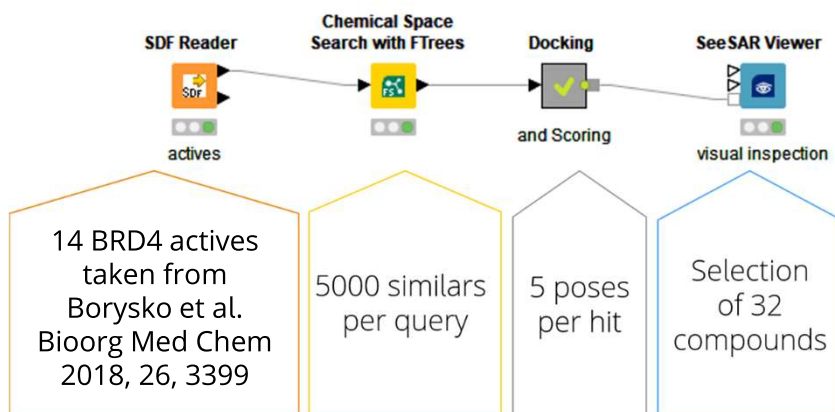 Chemical Space
SDF Reader
Search with FTrees
Docking
SeeSAR Viewer
SDF
FS
actives
and Scoring
visual inspection
14 BRD4 actives
taken from
Borysko et al.
Bioorg Med Chem
2018, 26, 3399
5000 similars
per query
5 poses
per hit
Selection
of 32
compounds